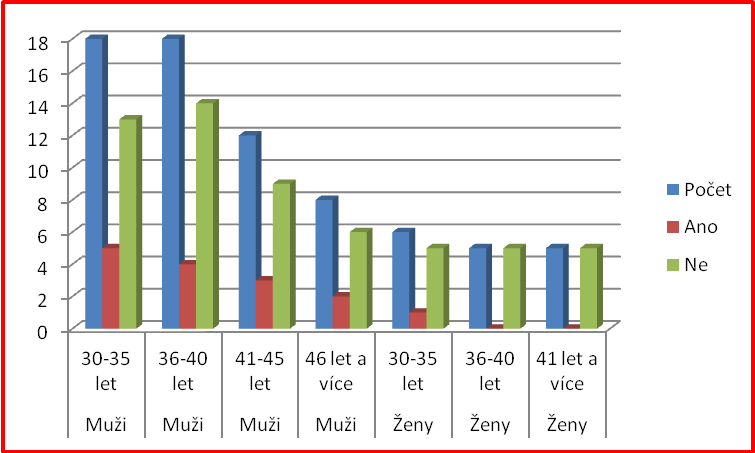 18
16
14
12
10
8
6
4
2
0
30-35 36-40 41-45 46 let a 30-35 36-40 41 let a
let let let více let let více
Muži Muži Muži Muži Ženy Ženy Ženy
Počet
Ano
Ne